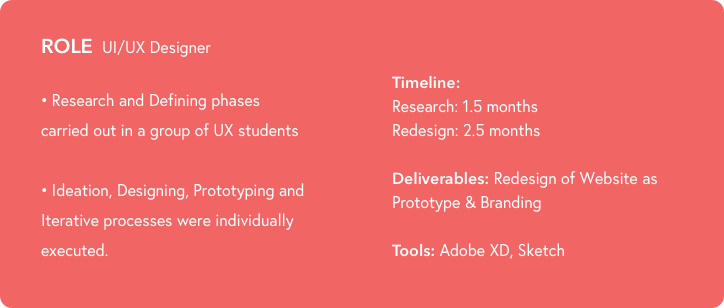 ROLE UI/UX Designer
• Research and Defining phases
carried out in a group of UX students
• Ideation, Designing, Prototyping and
Iterative processes were individually
executed.
Timeline:
Research: 1.5 months
Redesign: 2.5 months
Deliverables: Redesign of Website as
Prototype & Branding
Tools: Adobe XD, Sketch